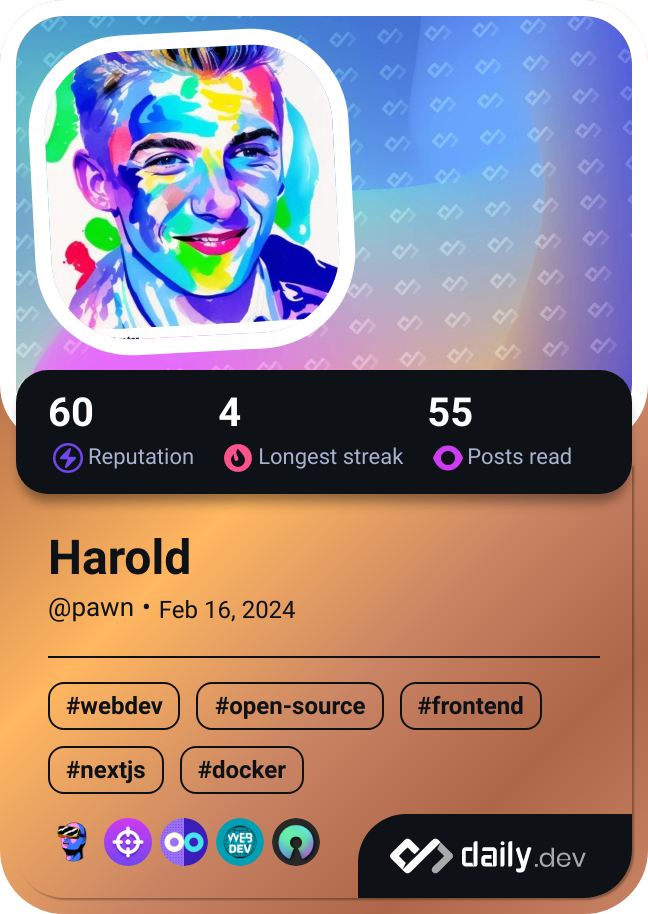 60 4 55
Reputation Longest streak Posts read
Harold
@pawn • Feb 16, 2024
#webdev #open-source #frontend
#nextjs #docker
WEB
DEV
daily.dev